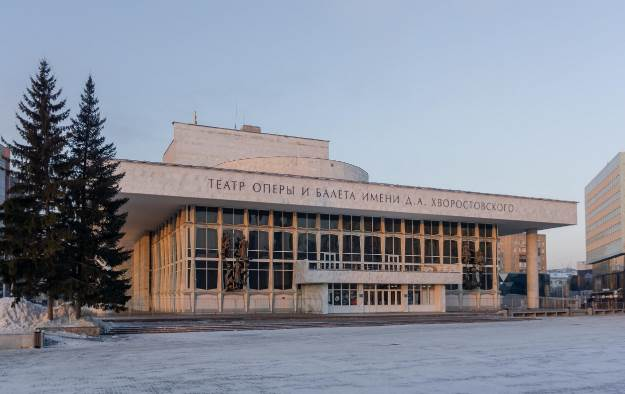 ТЕАТР ОПЕРЫ И БАЛЕТА ИМЕНИ Д.А. ХВОРОСТОВСКОГО